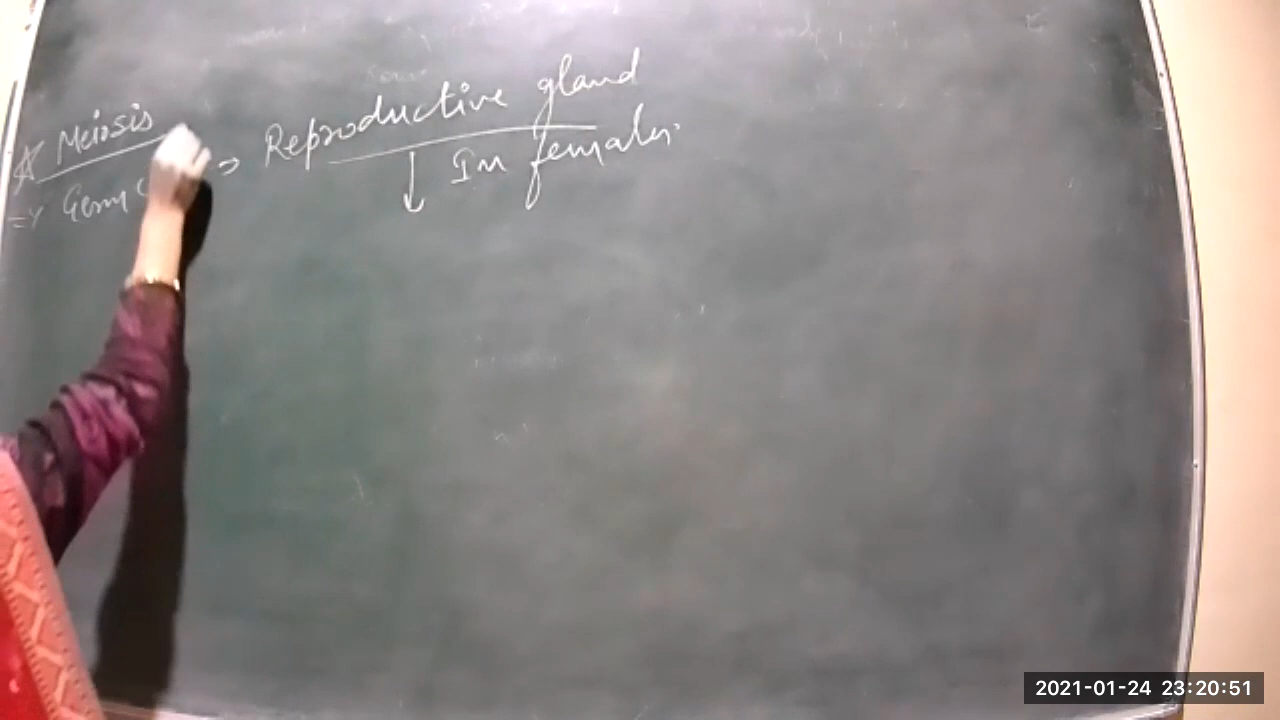 ☆ Meiosis
=> Germ
=> Reproductive gland
↓ In females
2021-01-24 23:20:51